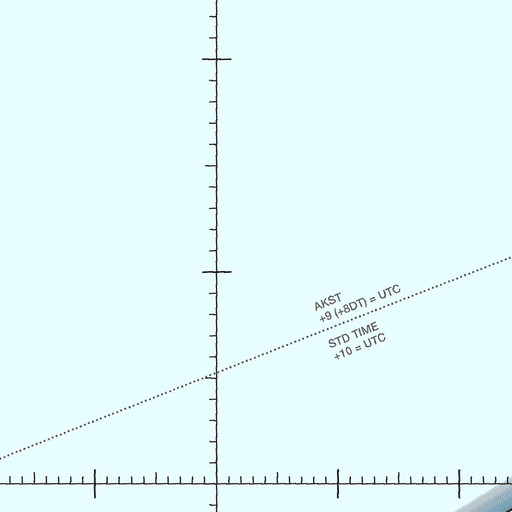 AKST
+9 (+8DT) = UTC
STD TIME
+10 = UTC